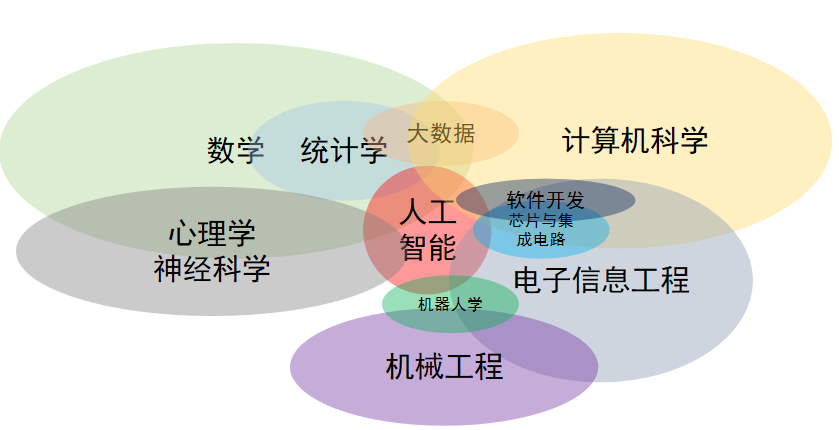 大数据
计算机科学
数学
统计学
软件开发
人工
智能
芯片与集
成电路
心理学
神经科学
电子信息工程
机器人学
机械工程